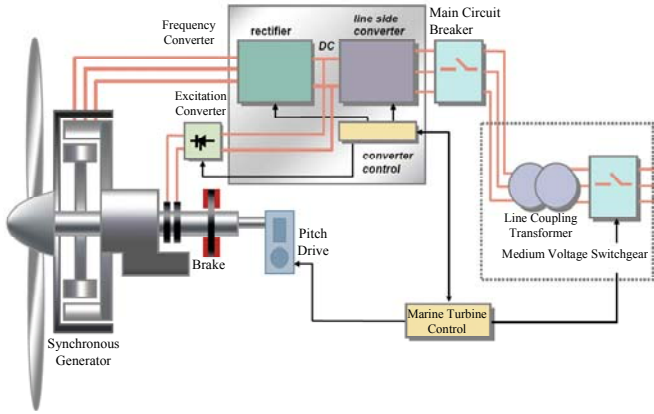 Frequency
Converter
rectifier
DC
line side
converter
Main Circuit
Breaker
Excitation
Converter
converter
control
Line Coupling
Transformer
Medium Voltage Switchgear
Pitch
Drive
Brake
Marine Turbine
Control
Synchronous
Generator